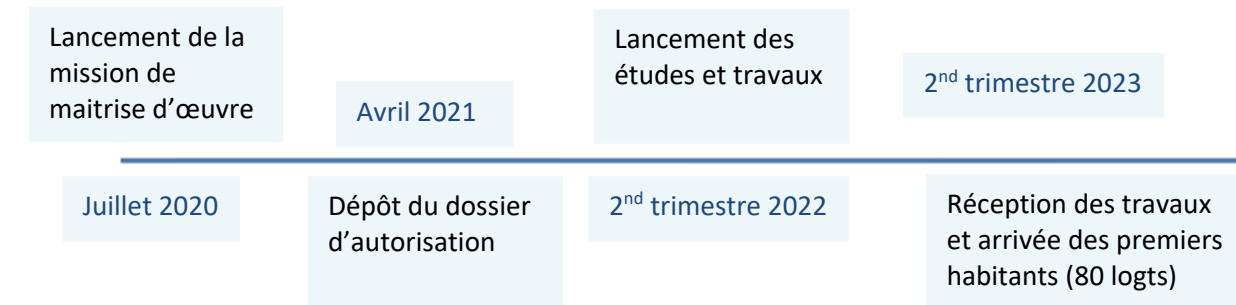 Lancement de la
mission de
maitrise d’œuvre
Juillet 2020
Avril 2021
Dépôt du dossier
d’autorisation
Lancement des
études et travaux
2nd trimestre 2022
2nd trimestre 2023
Réception des travaux
et arrivée des premiers
habitants (80 logts)